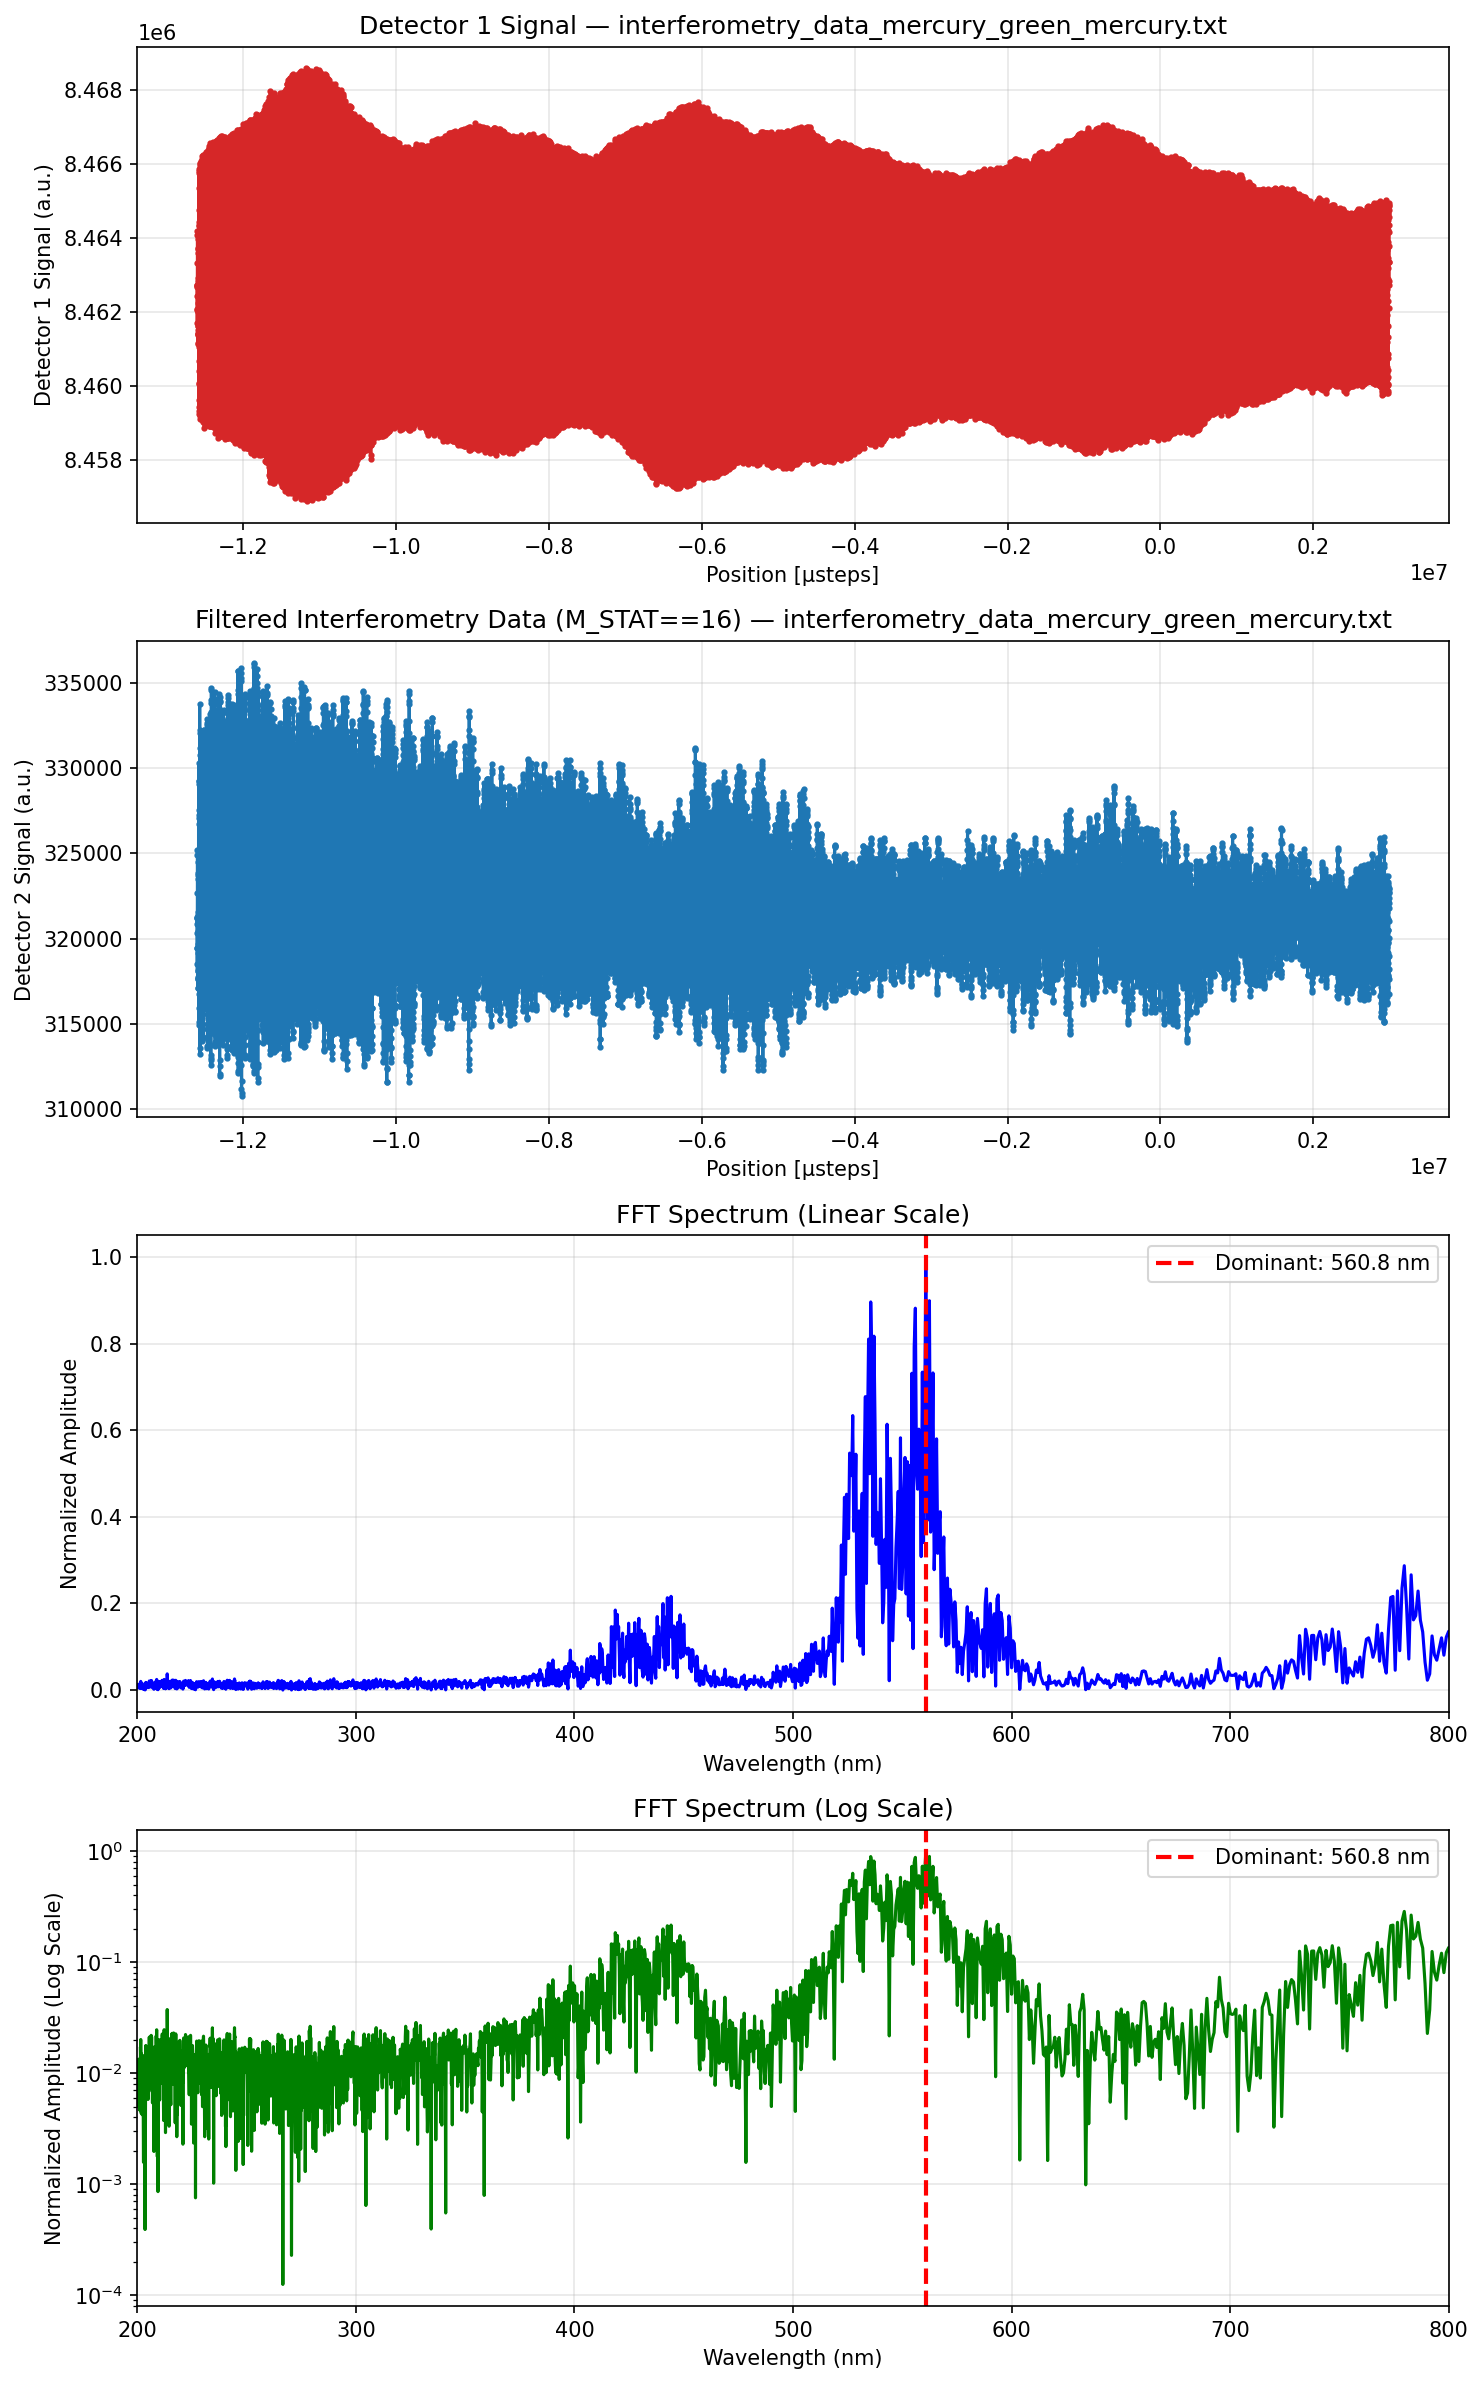 Detector 1 Signal — interferometry_data_mercury_green_mercury.txt
1e6
Detector 1 Signal (a.u.)
8.468
8.466
8.464
8.462
8.460
8.458
−1.2 −1.0 −0.8 −0.6 −0.4 −0.2 0.0 0.2
Position [µsteps]
1e7
Filtered Interferometry Data (M_STAT==16) — interferometry_data_mercury_green_mercury.txt
Detector 2 Signal (a.u.)
335000
330000
325000
320000
315000
310000
−1.2 −1.0 −0.8 −0.6 −0.4 −0.2 0.0 0.2
Position [µsteps]
1e7
FFT Spectrum (Linear Scale)
Dominant: 560.8 nm
Normalized Amplitude
1.0
0.8
0.6
0.4
0.2
0.0
200 300 400 500 600 700 800
Wavelength (nm)
FFT Spectrum (Log Scale)
Dominant: 560.8 nm
Normalized Amplitude (Log Scale)
10⁰
10⁻¹
10⁻²
10⁻³
10⁻⁴
200 300 400 500 600 700 800
Wavelength (nm)